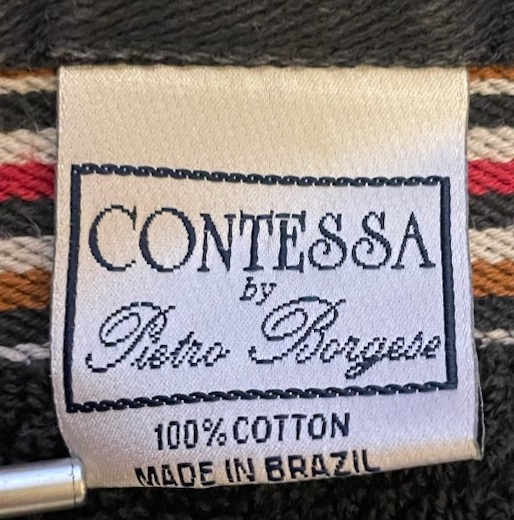 CONTESSA
by
Pietro Borgese
100% COTTON
MADE IN BRAZIL